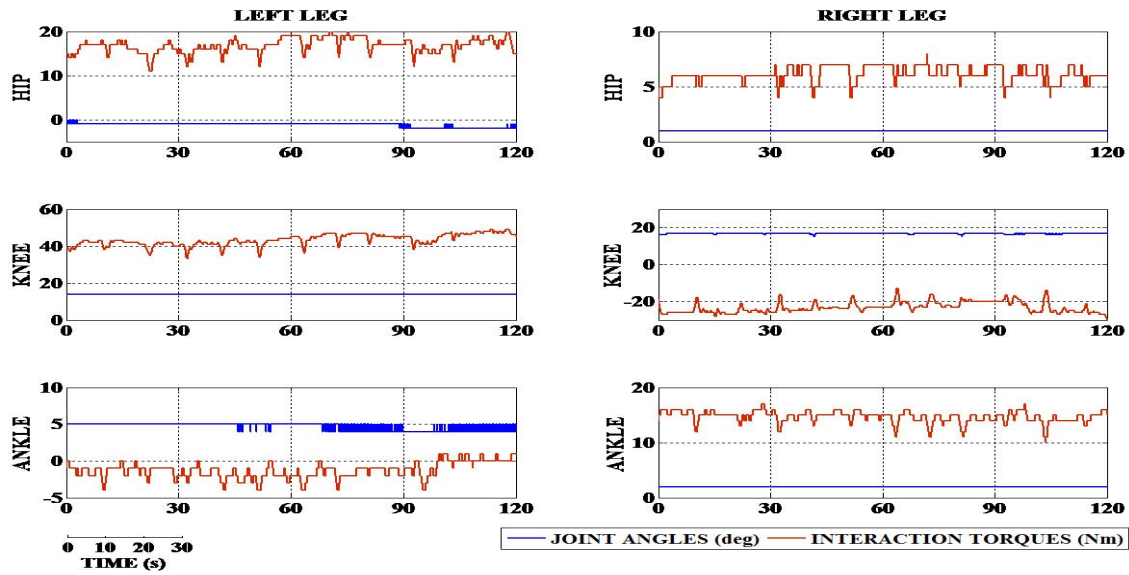 LEFT LEG
RIGHT LEG
20
10
0
HIP
0 30 60 90 120
10
5
0
HIP
0 30 60 90 120
60
40
20
0
KNEE
0 30 60 90 120
20
0
-20
KNEE
0 30 60 90 120
10
5
0
-5
ANKLE
0 30 60 90 120
20
10
0
ANKLE
0 30 60 90 120
0 10 20 30
TIME (s)
JOINT ANGLES (deg) INTERACTION TORQUES (Nm)